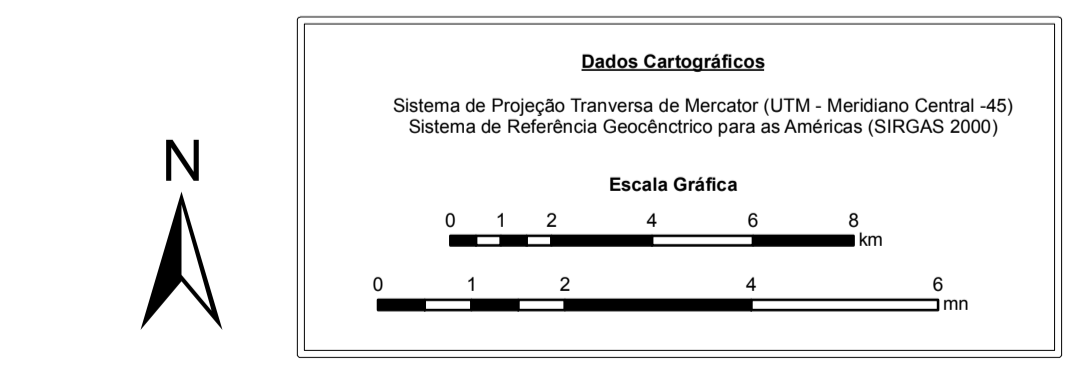 N
Dados Cartográficos
Sistema de Projeção Tranversa de Mercator (UTM - Meridiano Central -45)
Sistema de Referência Geocênctrico para as Américas (SIRGAS 2000)
Escala Gráfica
0 1 2 4 6 8
km
0 1 2 4 6
mn